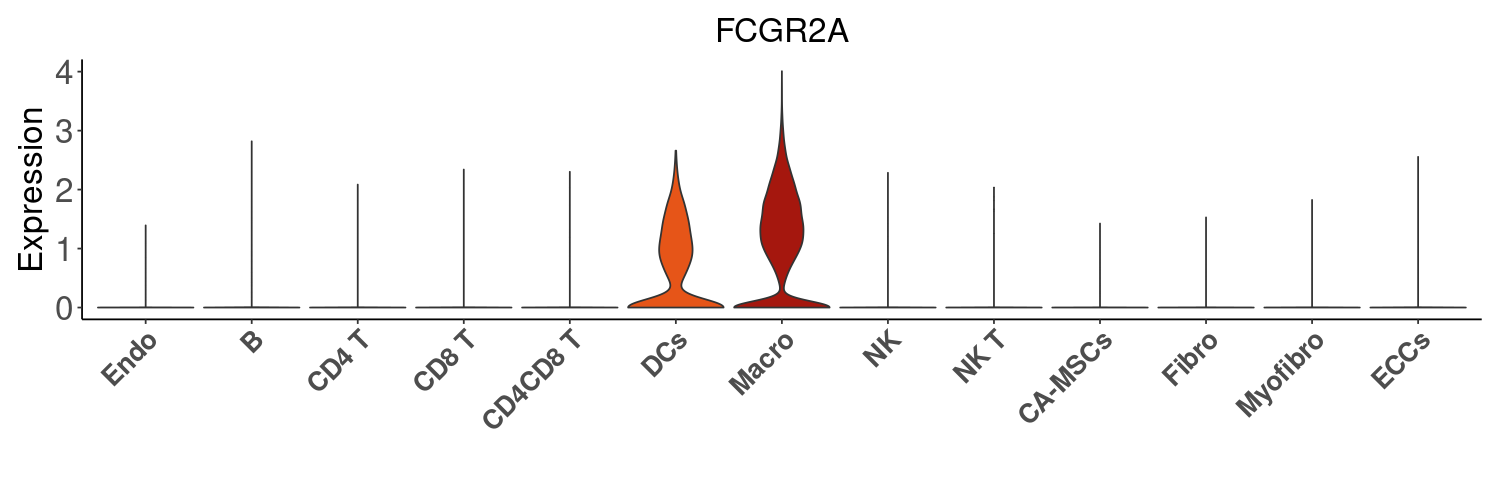 FCGR2A
Expression
4
3
2
1
0
Endo
B
CD4 T
CD8 T
CD4CD8 T
DCs
Macro
NK
NK T
CA-MSCs
Fibro
Myofibro
ECCs